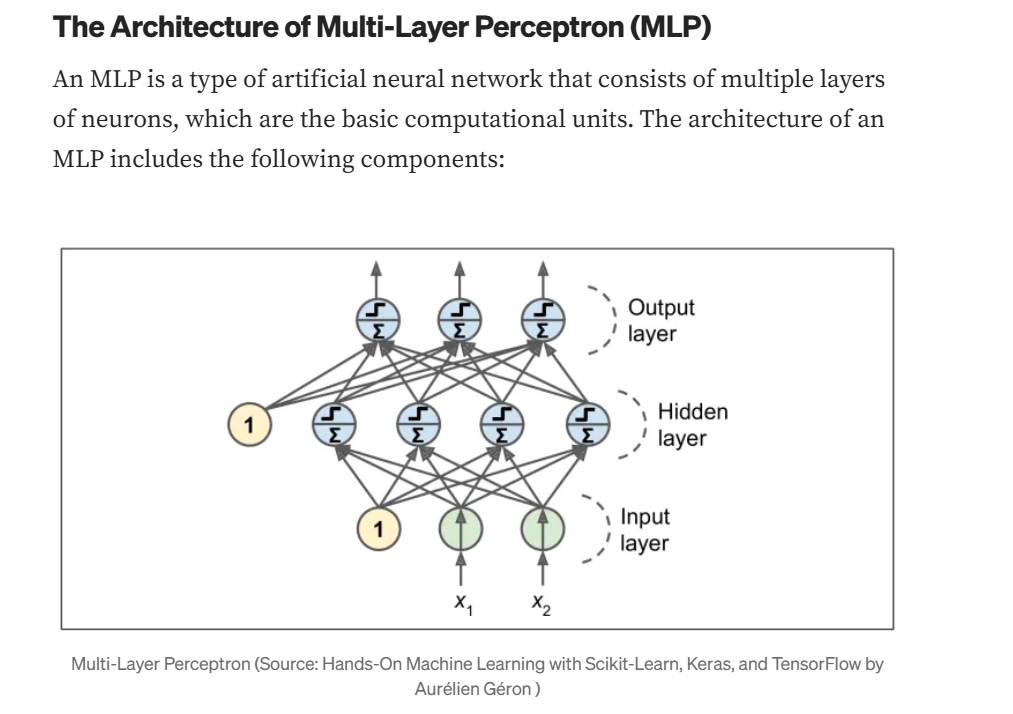 The Architecture of Multi-Layer Perceptron (MLP)
An MLP is a type of artificial neural network that consists of multiple layers
of neurons, which are the basic computational units. The architecture of an
MLP includes the following components:
Σ Σ Σ
Output
layer
1 Σ Σ Σ Σ
Hidden
layer
1
Input
layer
x₁ x₂
Multi-Layer Perceptron (Source: Hands-On Machine Learning with Scikit-Learn, Keras, and TensorFlow by
Aurélien Géron )